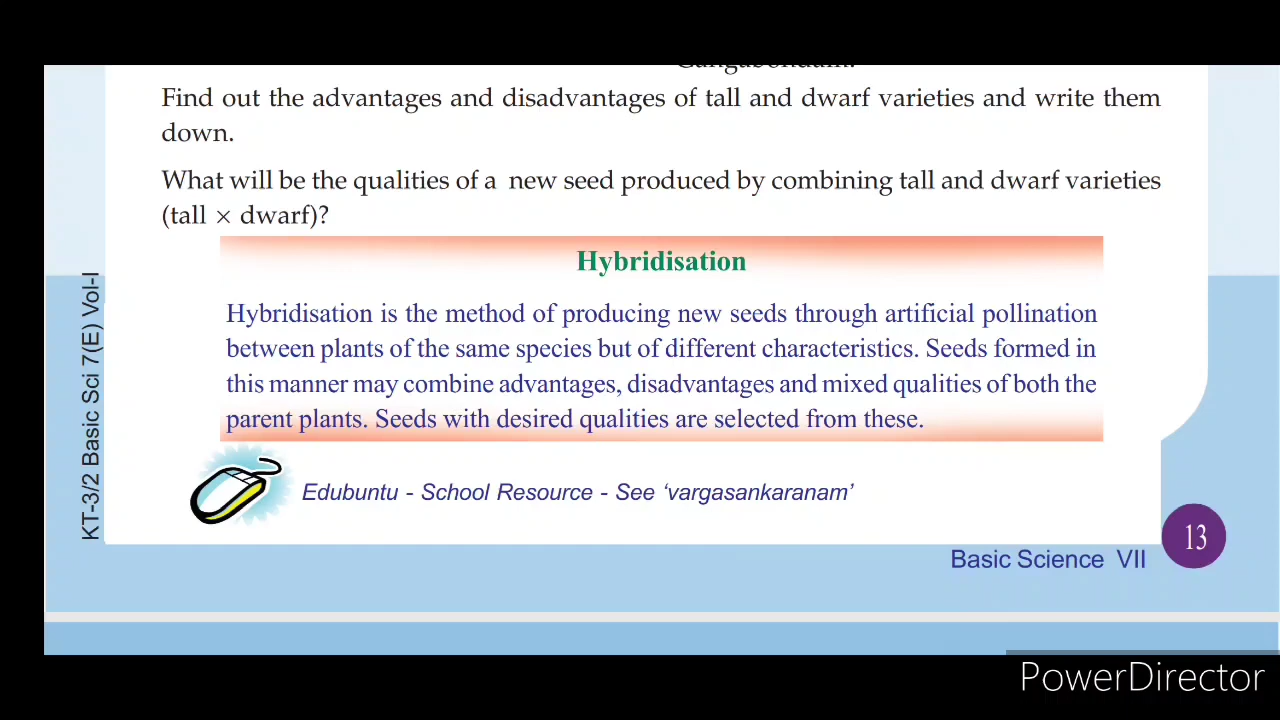 Gangabondam.
Find out the advantages and disadvantages of tall and dwarf varieties and write them
down.
What will be the qualities of a new seed produced by combining tall and dwarf varieties
(tall × dwarf)?
Hybridisation
Hybridisation is the method of producing new seeds through artificial pollination
between plants of the same species but of different characteristics. Seeds formed in
this manner may combine advantages, disadvantages and mixed qualities of both the
parent plants. Seeds with desired qualities are selected from these.
Edubuntu - School Resource - See ‘vargasankaranam’
KT-3/2 Basic Sci 7(E) Vol-I
13
Basic Science VII
PowerDirector